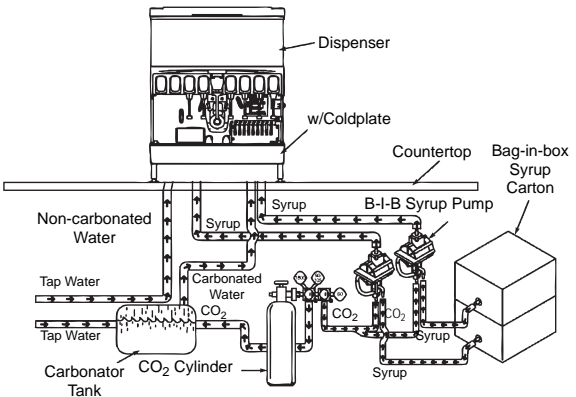 Dispenser
w/Coldplate
Countertop
Bag-in-box
Syrup
Carton
B-I-B Syrup Pump
Syrup
Syrup
Non-carbonated
Water
Tap Water
Carbonated
Water
CO2
CO2
CO2
Tap Water
Syrup
Syrup
Carbonator
Tank
CO2 Cylinder